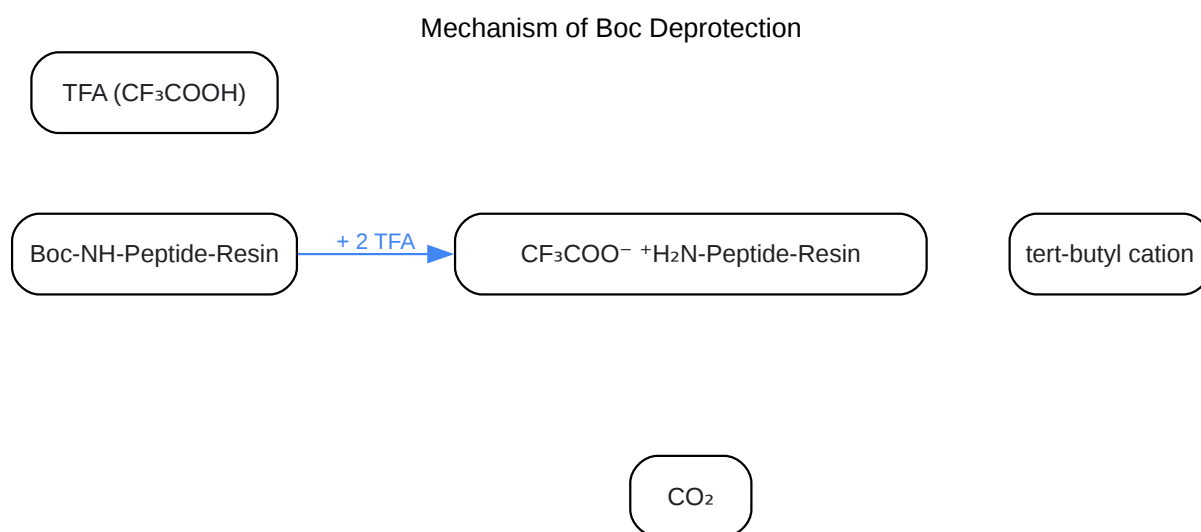 Mechanism of Boc Deprotection
TFA (CF₃COOH)
Boc-NH-Peptide-Resin
+ 2 TFA
CF₃COO⁻ ⁺H₂N-Peptide-Resin
tert-butyl cation
CO₂